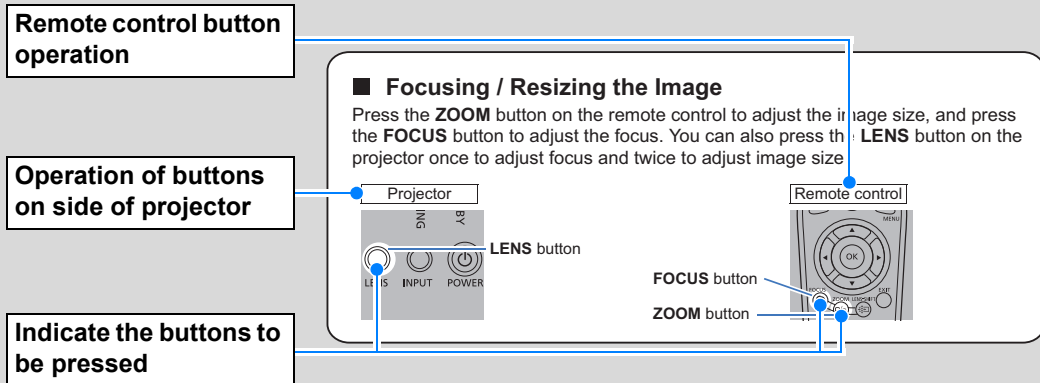 Remote control button
operation
■ Focusing / Resizing the Image
Press the ZOOM button on the remote control to adjust the image size, and press
the FOCUS button to adjust the focus. You can also press the LENS button on the
projector once to adjust focus and twice to adjust image size
Operation of buttons
on side of projector
Projector
Remote control
NG
BY
MENU
LENS button
OK
LENS INPUT POWER
FOCUS button
FOCUS ZOOM LENS SHIFT EXIT
ZOOM button
Indicate the buttons to
be pressed